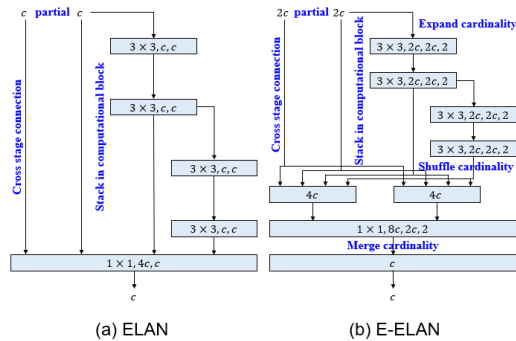 c partial c
3 × 3, c, c
3 × 3, c, c
3 × 3, c, c
3 × 3, c, c
Cross stage connection
Stack in computational block
1 × 1, 4c, c
c
(a) ELAN
2c partial 2c
Expand cardinality
3 × 3, 2c, 2c, 2
3 × 3, 2c, 2c, 2
3 × 3, 2c, 2c, 2
3 × 3, 2c, 2c, 2
Cross stage connection
Stack in computational block
Shuffle cardinality
4c 4c
1 × 1, 8c, 2c, 2
Merge cardinality
c
c
(b) E-ELAN